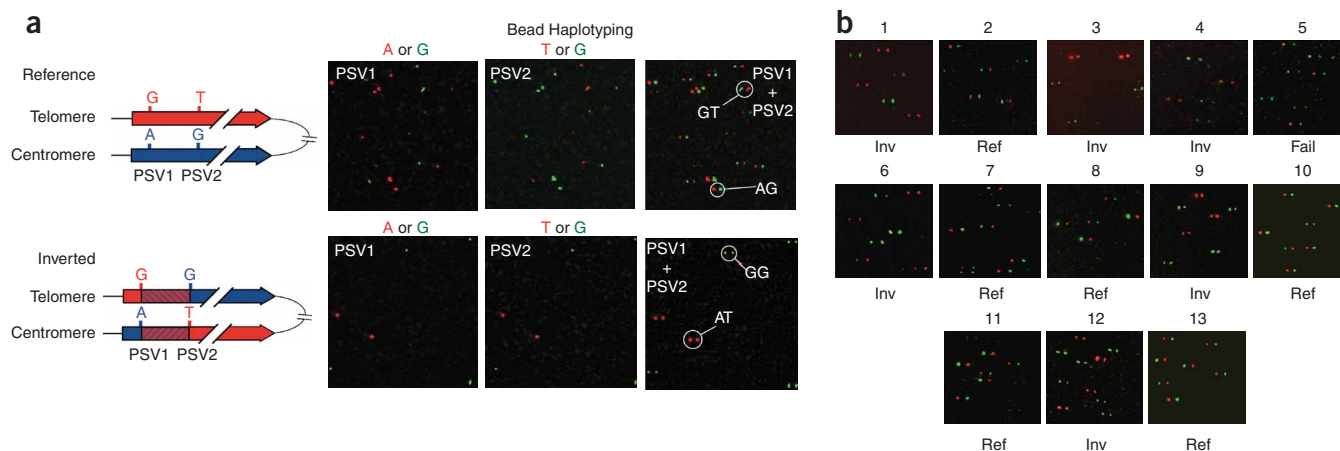 a
Bead Haplotyping
A or G
T or G
Reference
PSV1
PSV2
PSV1
+
PSV2
G T
GT
Telomere
A G
Centromere
PSV1 PSV2
AG
A or G
T or G
Inverted
PSV1
PSV2
PSV1
+
PSV2
GG
G G
Telomere
A T
AT
Centromere
PSV1 PSV2
b
1 2 3 4 5
Inv Ref Inv Inv Fail
6 7 8 9 10
Inv Ref Ref Inv Ref
11 12 13
Ref Inv Ref